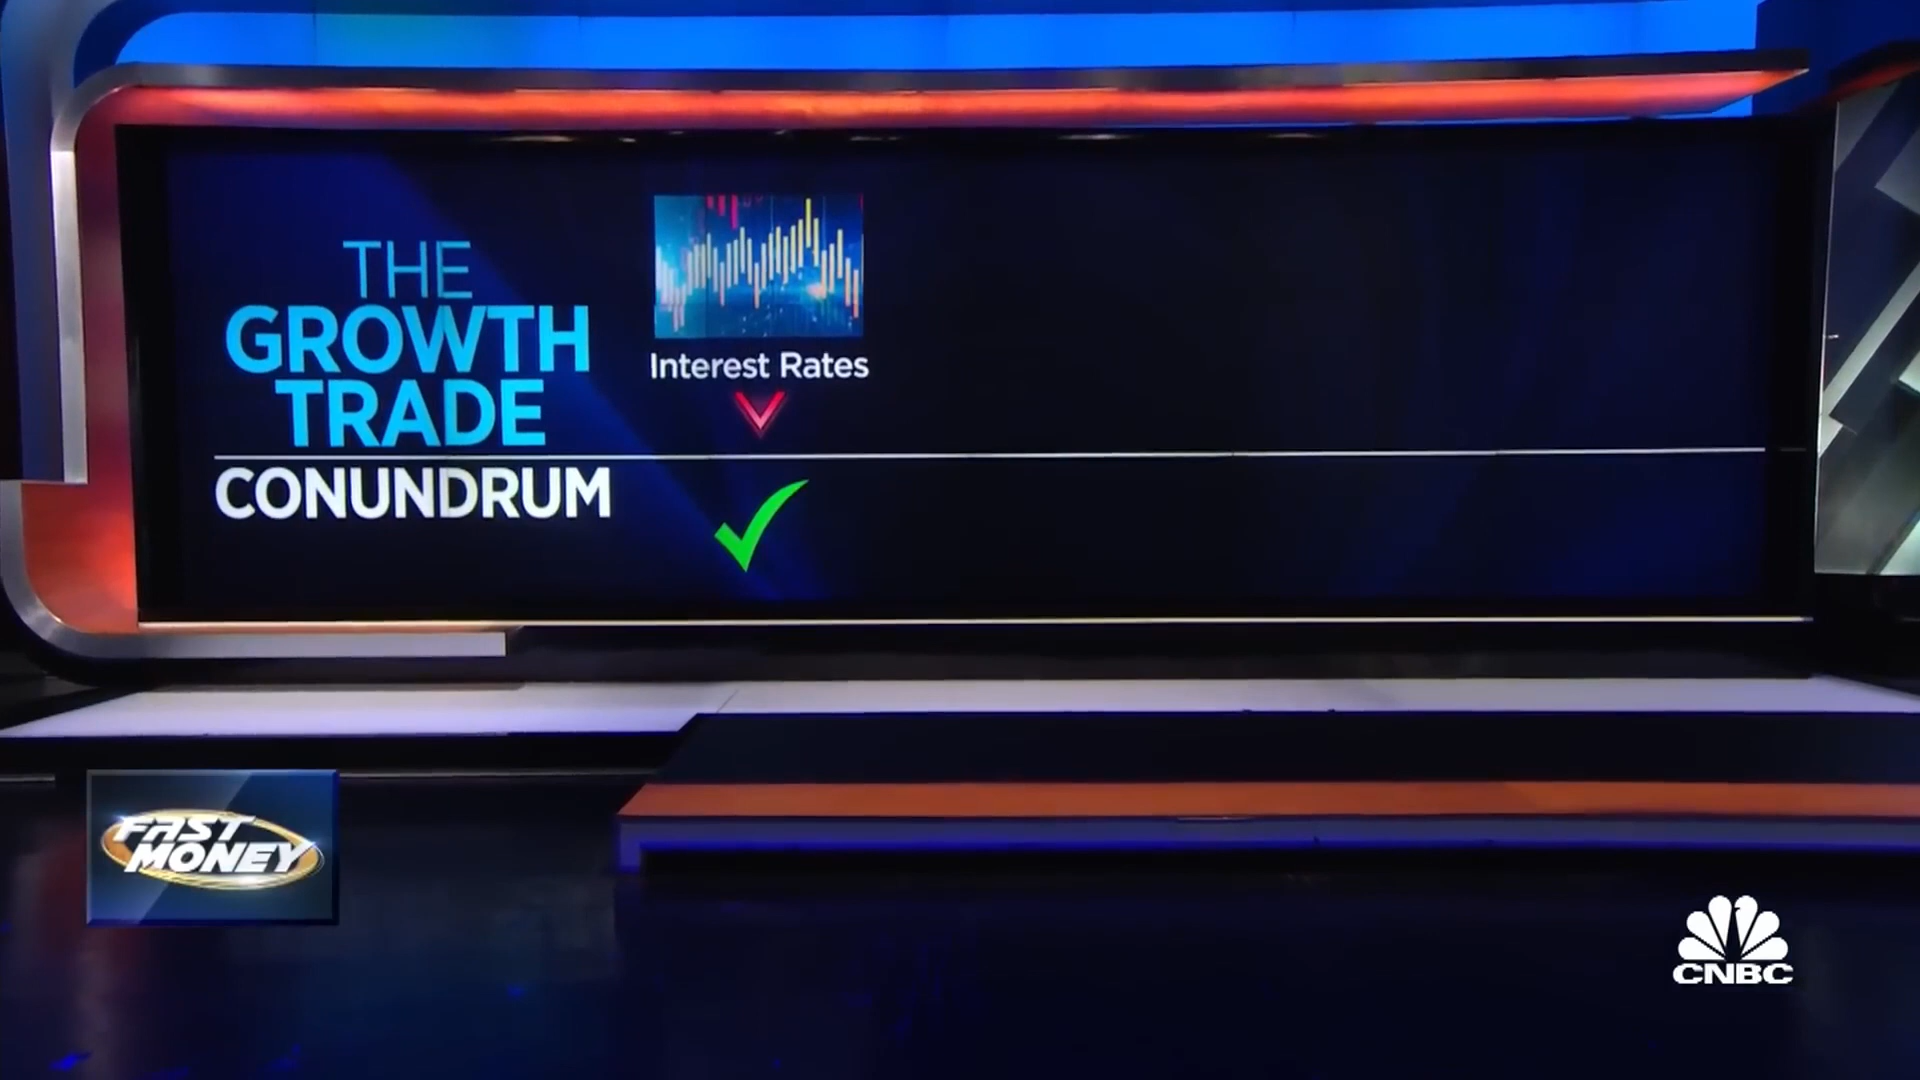 THE
GROWTH
TRADE
CONUNDRUM
Interest Rates
FAST
MONEY
CNBC